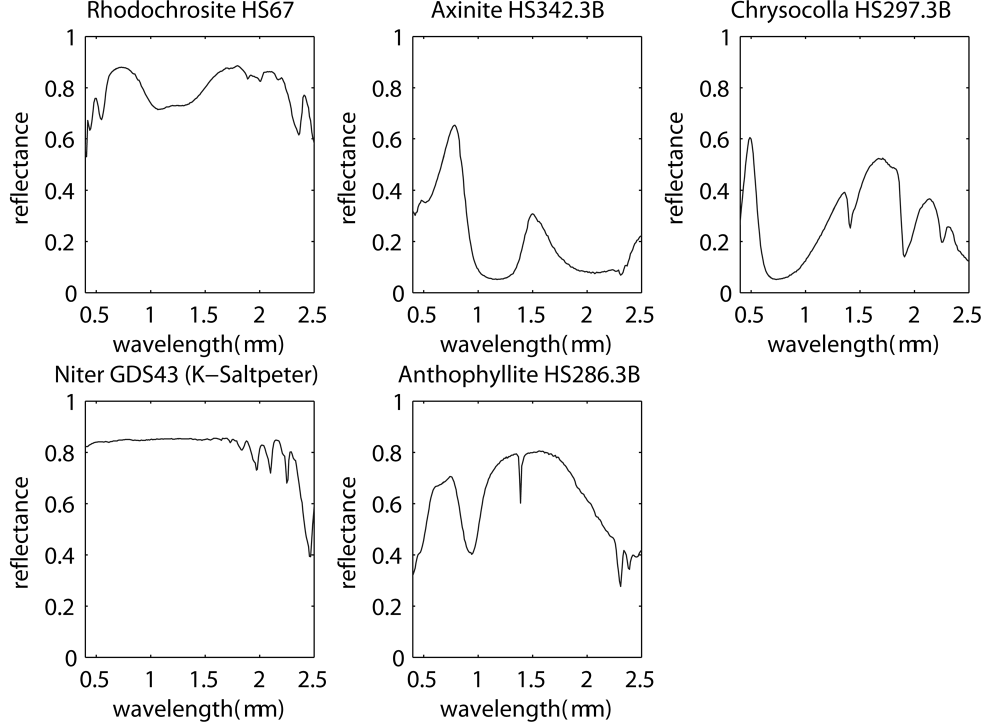 Rhodochrosite HS67
Axinite HS342.3B
Chrysocolla HS297.3B
1
0.8
0.6
0.4
0.2
0
reflectance
0.5 1 1.5 2 2.5
wavelength( mm)
1
0.8
0.6
0.4
0.2
0
reflectance
0.5 1 1.5 2 2.5
wavelength( mm)
1
0.8
0.6
0.4
0.2
0
reflectance
0.5 1 1.5 2 2.5
wavelength( mm)
Niter GDS43 (K−Saltpeter)
Anthophyllite HS286.3B
1
0.8
0.6
0.4
0.2
0
reflectance
0.5 1 1.5 2 2.5
wavelength( mm)
1
0.8
0.6
0.4
0.2
0
reflectance
0.5 1 1.5 2 2.5
wavelength( mm)